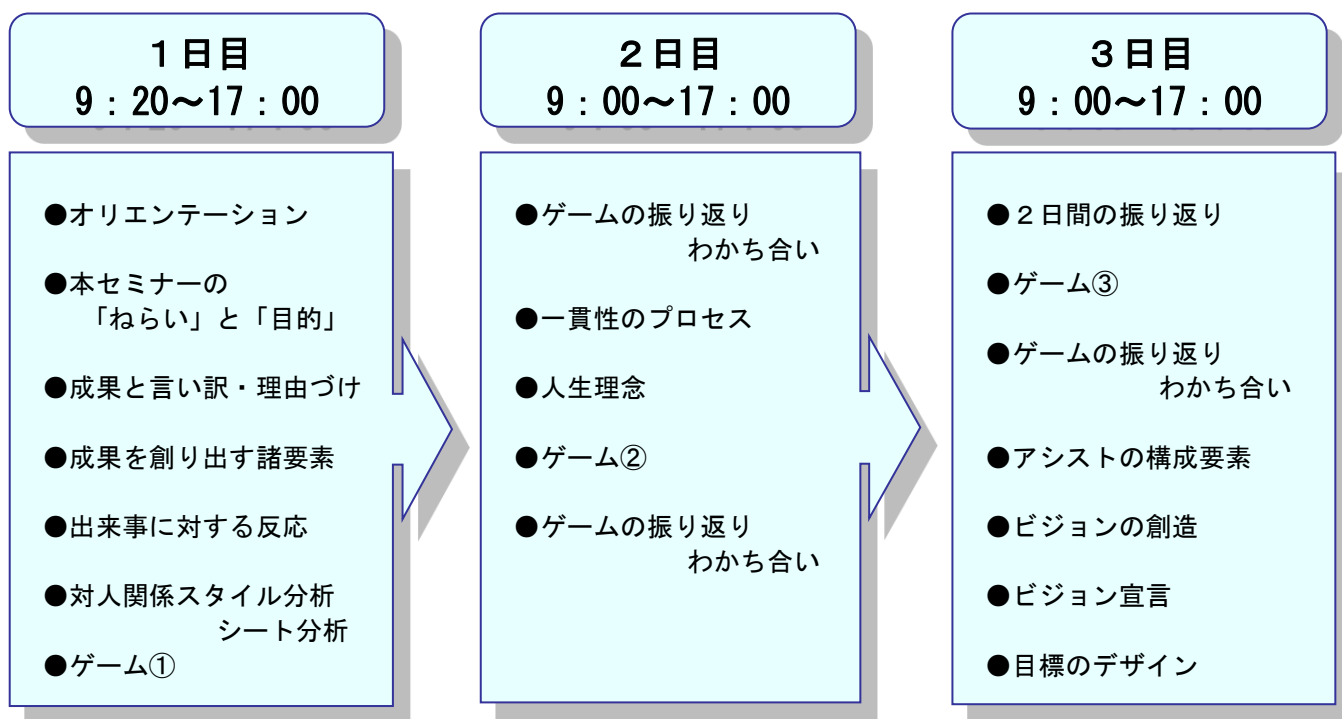 1日目
9：20～17：00
●オリエンテーション
●本セミナーの
「ねらい」と「目的」
●成果と言い訳・理由づけ
●成果を創り出す諸要素
●出来事に対する反応
●対人関係スタイル分析
シート分析
●ゲーム①
2日目
9：00～17：00
●ゲームの振り返り
わかち合い
●一貫性のプロセス
●人生理念
●ゲーム②
●ゲームの振り返り
わかち合い
3日目
9：00～17：00
●２日間の振り返り
●ゲーム③
●ゲームの振り返り
わかち合い
●アシストの構成要素
●ビジョンの創造
●ビジョン宣言
●目標のデザイン